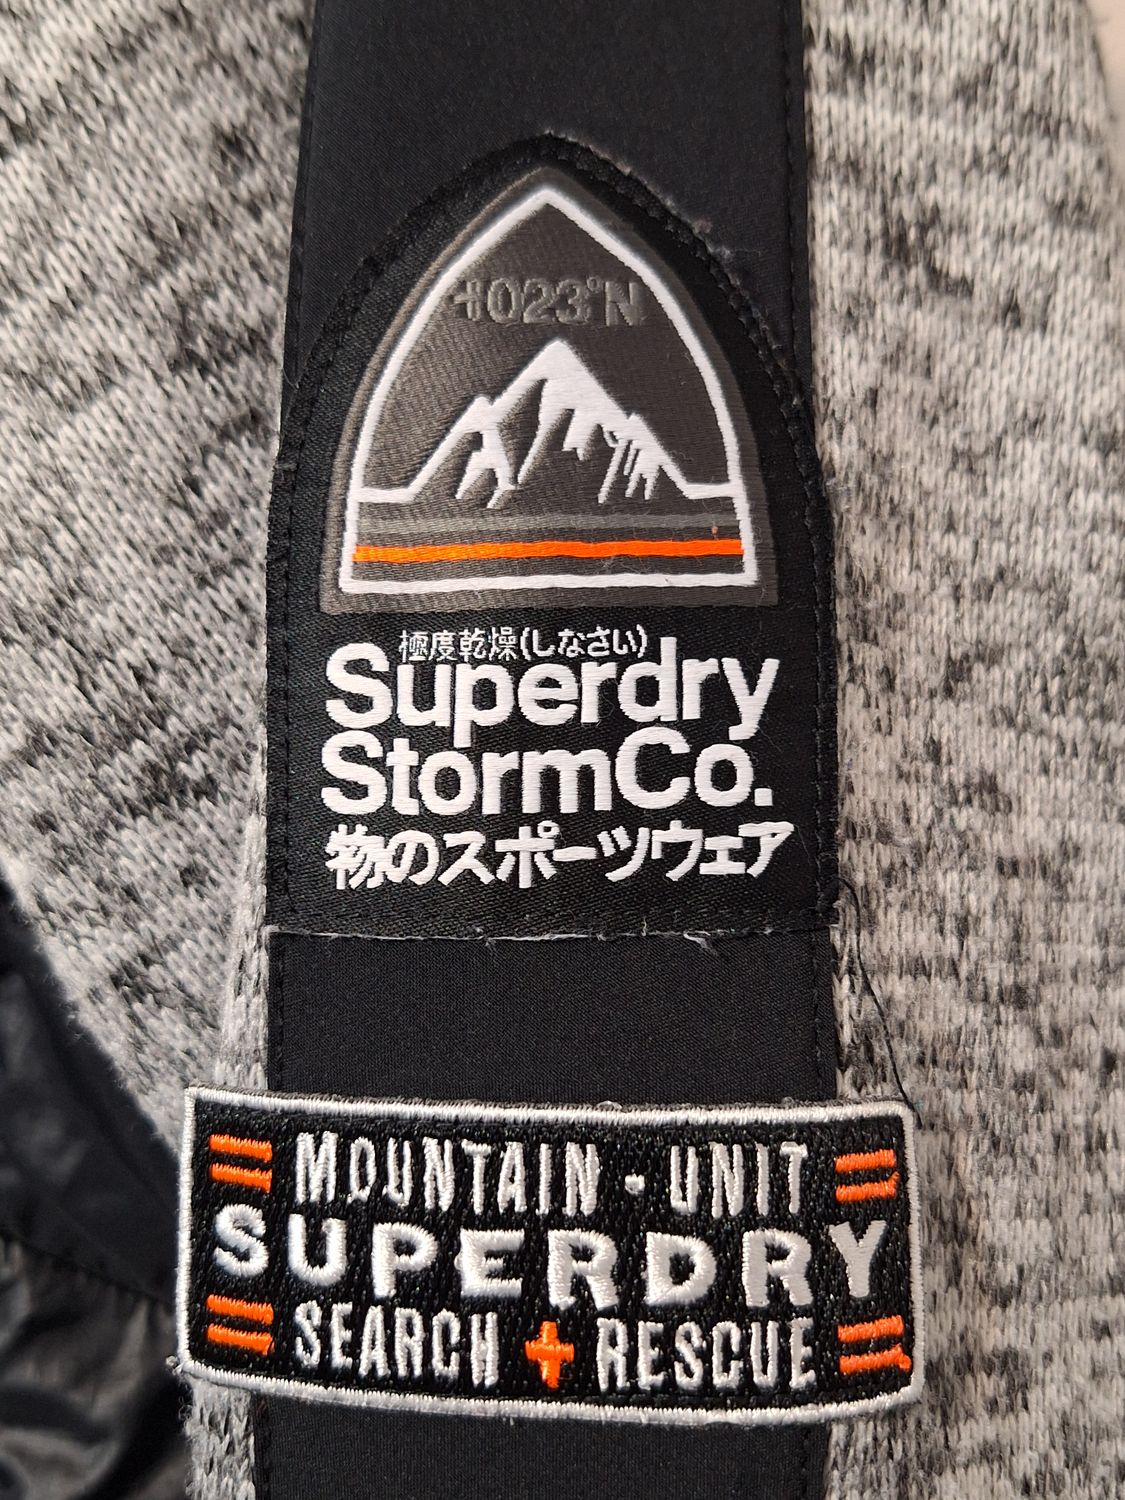 +023°N
極度乾燥(しなさい)
Superdry
StormCo.
物のスポーツウェア
MOUNTAIN · UNIT
SUPERDRY
SEARCH + RESCUE